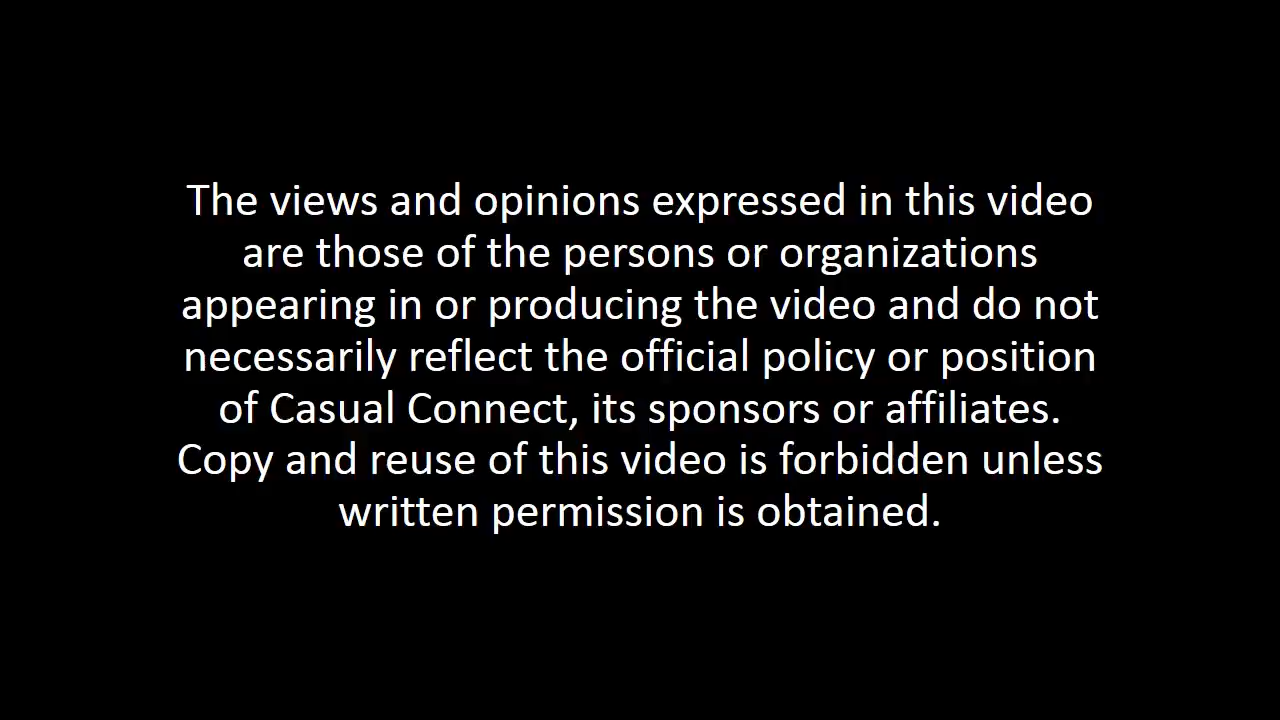 The views and opinions expressed in this video
are those of the persons or organizations
appearing in or producing the video and do not
necessarily reflect the official policy or position
of Casual Connect, its sponsors or affiliates.
Copy and reuse of this video is forbidden unless
written permission is obtained.